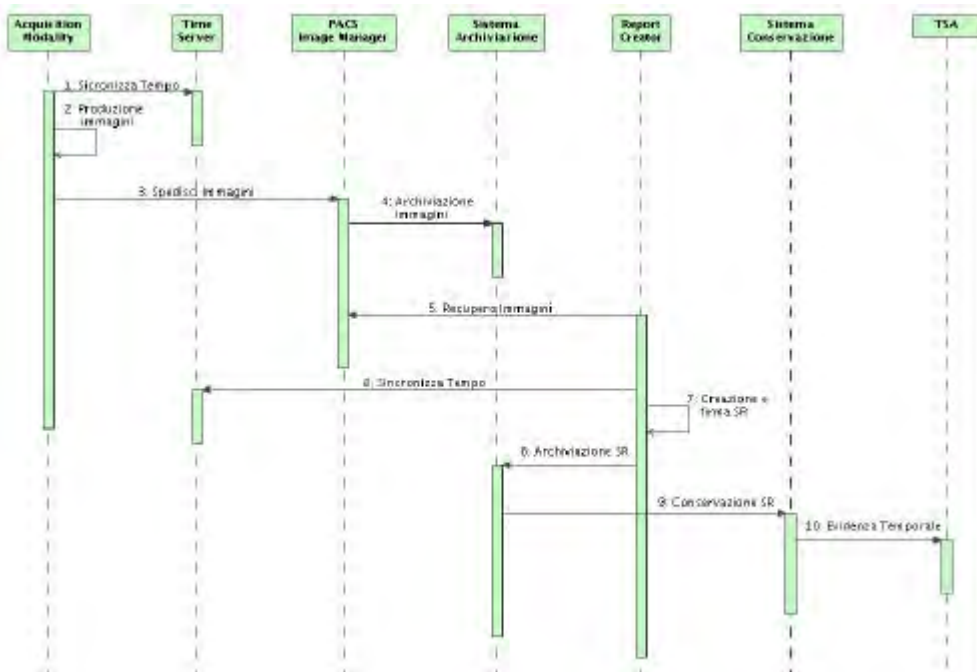 Acquisition
Modality
Time
Server
PACS
Image Manager
Sistema
Archiviazione
Report
Creator
Sistema
Conservazione
TSA
1: Sicronizza Tempo
2: Produzione
immagini
3: Spedisci Immagini
4: Archiviazione
Immagini
5: Recupero Immagini
6: Sincronizza Tempo
7: Creazione e
firma SR
8: Archiviazione SR
9: Conservazione SR
10: Evidenza Temporale